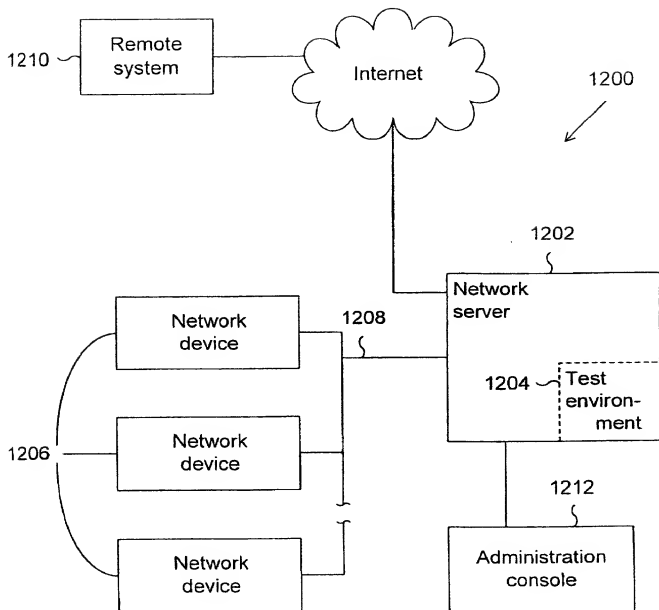 Remote
system
1210
Internet
1200
1202
Network
server
1204
Test
environ-
ment
1208
Network
device
Network
device
1206
Network
device
1212
Administration
console